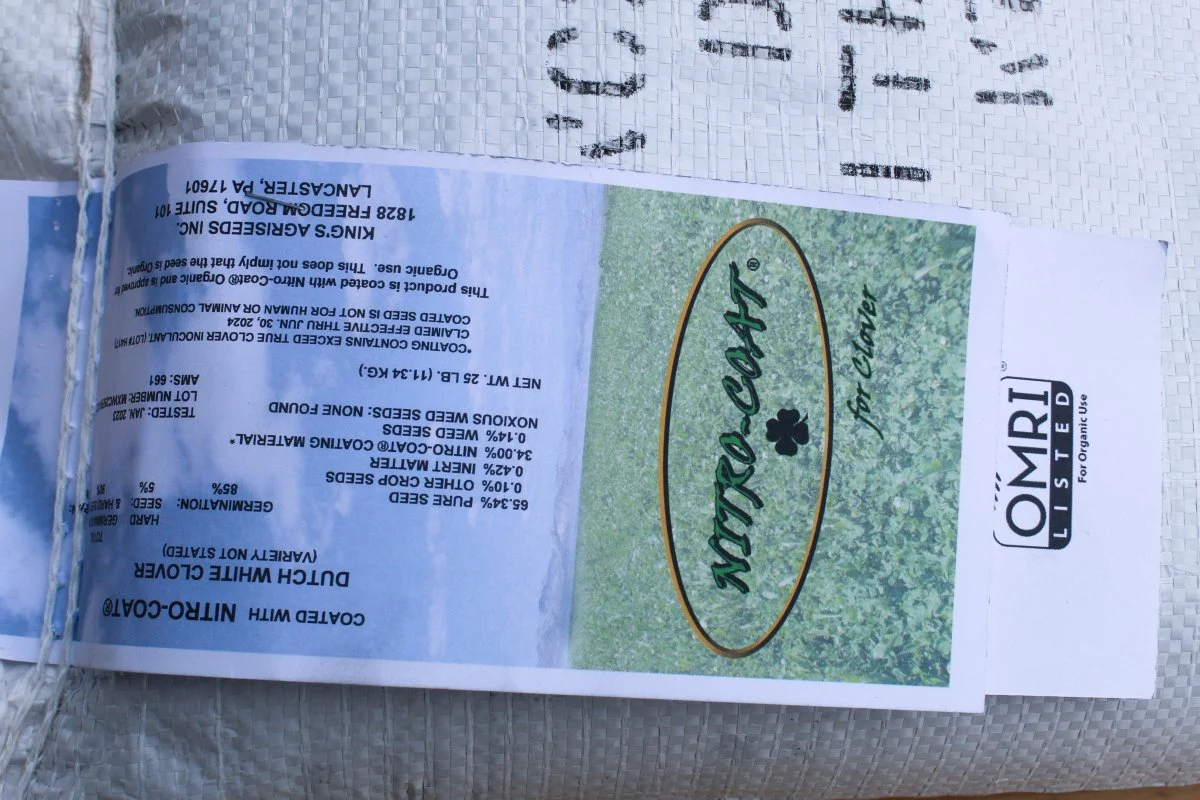 COATED WITH NITRO-COAT®
DUTCH WHITE CLOVER
(VARIETY NOT STATED)
65.34% PURE SEED
0.10% OTHER CROP SEEDS
0.42% INERT MATTER
34.00% NITRO-COAT® COATING MATERIAL*
0.14% WEED SEEDS
NOXIOUS WEED SEEDS: NONE FOUND
GERMINATION: 85%
HARD SEED: 5%
TOTAL
TESTED: JAN. 2023
LOT NUMBER:
AMS: 661
NET WT. 25 LB. (11.34 KG.)
*COATING CONTAINS EXCEED TRUE CLOVER INOCULANT. (LOT#
CLAIMED EFFECTIVE THRU JUN. 30, 2024
COATED SEED IS NOT FOR HUMAN OR ANIMAL CONSUMPTION.
This product is coated with Nitro-Coat® Organic and is approved for
Organic use. This does not imply that the seed is Organic.
KING'S AGRISEEDS INC.
1828 FREEDOM ROAD, SUITE 101
LANCASTER, PA 17601
NITRO-COAT®
for Clover
OMRI®
LISTED
For Organic Use